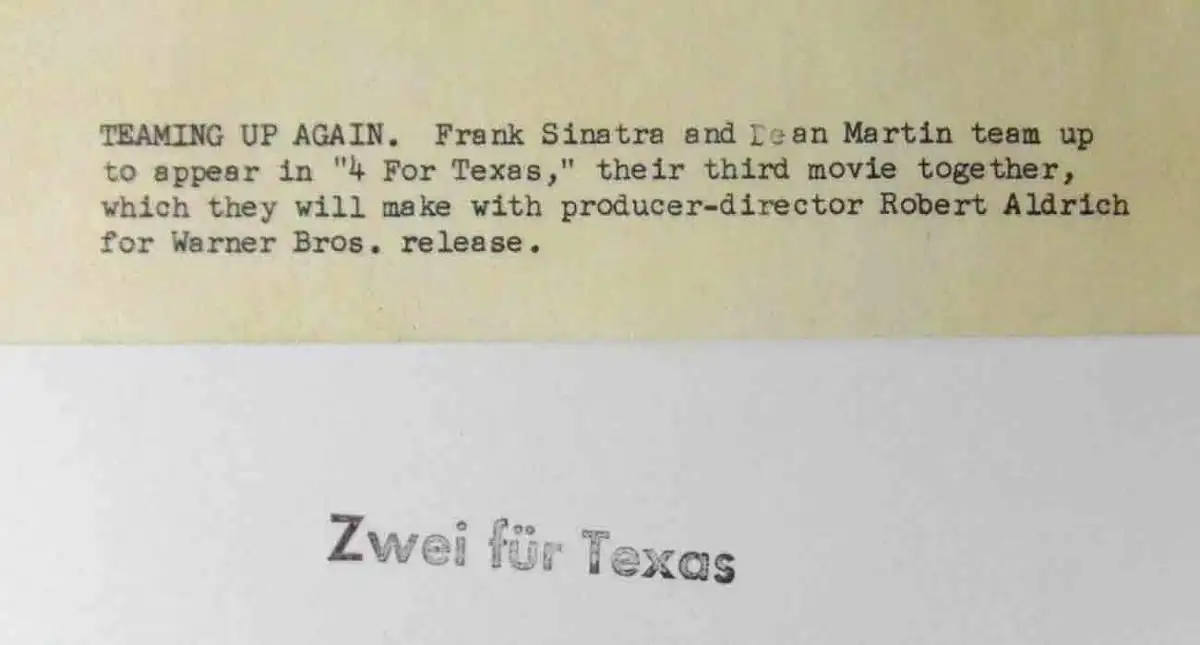 TEAMING UP AGAIN. Frank Sinatra and Dean Martin team up
to appear in "4 For Texas," their third movie together,
which they will make with producer-director Robert Aldrich
for Warner Bros. release.
Zwei für Texas